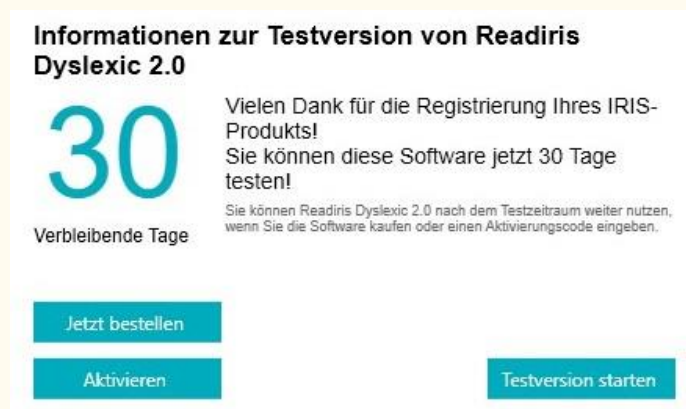 Informationen zur Testversion von Readiris
Dyslexic 2.0
30
Verbleibende Tage
Vielen Dank für die Registrierung Ihres IRIS-
Produkts!
Sie können diese Software jetzt 30 Tage
testen!
Sie können Readiris Dyslexic 2.0 nach dem Testzeitraum weiter nutzen,
wenn Sie die Software kaufen oder einen Aktivierungscode eingeben.
Jetzt bestellen
Aktivieren
Testversion starten